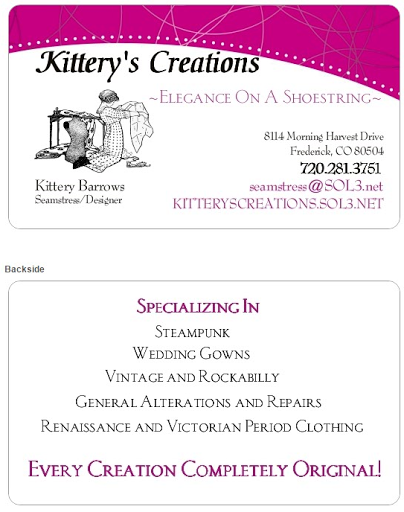 Kittery's Creations
~Elegance On A Shoestring~
8114 Morning Harvest Drive
Frederick, CO 80504
720.281.3751
Kittery Barrows
seamstress@SOL3.net
Seamstress/Designer
KITTERYSCREATIONS.SOL3.NET
Backside
Specializing In
Steampunk
Wedding Gowns
Vintage and Rockabilly
General Alterations and Repairs
Renaissance and Victorian Period Clothing
Every Creation Completely Original!